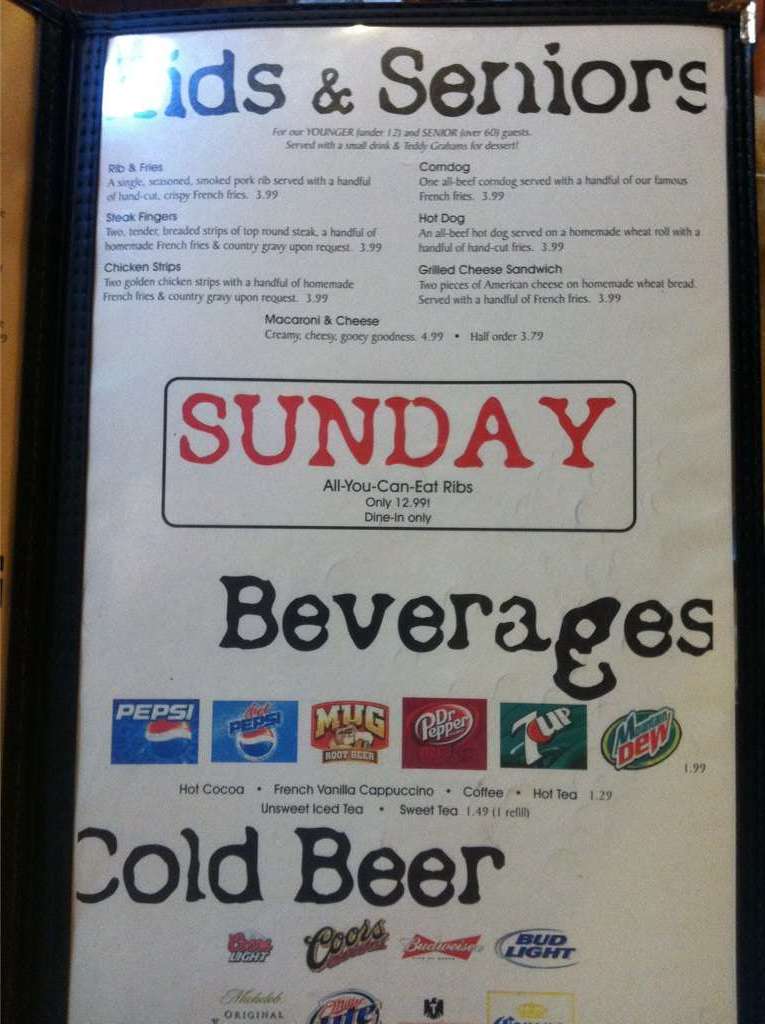 ids & Seniors
For our YOUNGER (under 12) and SENIOR (over 60) guests.
Served with a small drink & Teddy Grahams for dessert!
Rib & Fries
A single, seasoned, smoked pork rib served with a handful
of hand-cut, crispy French fries. 3.99
Steak Fingers
Two, tender, breaded strips of top round steak, a handful of
homemade French fries & country gravy upon request. 3.99
Chicken Strips
Two golden chicken strips with a handful of homemade
French fries & country gravy upon request. 3.99
Corndog
One all-beef corndog served with a handful of our famous
French fries. 3.99
Hot Dog
An all-beef hot dog served on a homemade wheat roll with a
handful of hand-cut fries. 3.99
Grilled Cheese Sandwich
Two pieces of American cheese on homemade wheat bread.
Served with a handful of French fries. 3.99
Macaroni & Cheese
Creamy, cheesy, gooey goodness. 4.99 • Half order 3.79
SUNDAY
All-You-Can-Eat Ribs
Only 12.99!
Dine-In only
Beverages
PEPSI
diet PEPSI
MUG ROOT BEER
Dr Pepper
7UP
Mountain Dew
1.99
Hot Cocoa • French Vanilla Cappuccino • Coffee • Hot Tea 1.29
Unsweet Iced Tea • Sweet Tea 1.49 (1 refill)
Cold Beer
Coors LIGHT
Coors
Budweiser
BUD LIGHT
Michelob ORIGINAL
Miller Lite